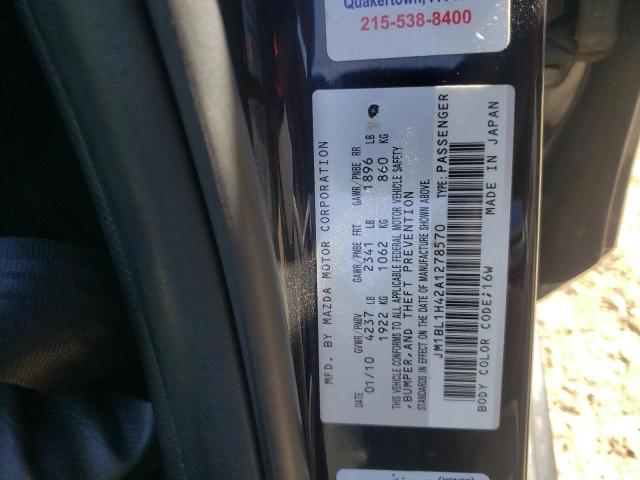 Quakertown,
215-538-8400
MFD. BY MAZDA MOTOR CORPORATION
DATE GVWR/PNBV GAWR/PNBE FRT GAWR/PNBE RR
01/10 4237 LB 2341 LB 1896 LB
1922 KG 1062 KG 860 KG
THIS VEHICLE CONFORMS TO ALL APPLICABLE FEDERAL MOTOR VEHICLE SAFETY
,BUMPER,AND THEFT PREVENTION
STANDARDS IN EFFECT ON THE DATE OF MANUFACTURE SHOWN ABOVE.
JM1BL1H42A1278570 TYPE: PASSENGER
BODY COLOR CODE:16W MADE IN JAPAN